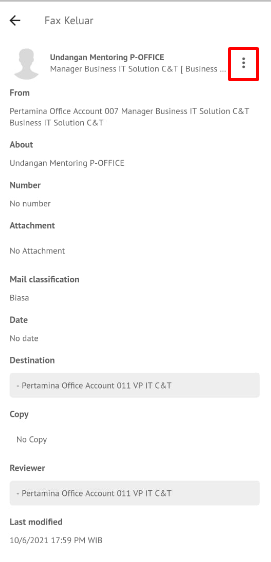 Fax Keluar
Undangan Mentoring P-OFFICE
Manager Business IT Solution C&T [ Business ...
From
Pertamina Office Account 007 Manager Business IT Solution C&T
Business IT Solution C&T
About
Undangan Mentoring P-OFFICE
Number
No number
Attachment
No Attachment
Mail classification
Biasa
Date
No date
Destination
- Pertamina Office Account 011 VP IT C&T
Copy
No Copy
Reviewer
- Pertamina Office Account 011 VP IT C&T
Last modified
10/6/2021 17:59 PM WIB